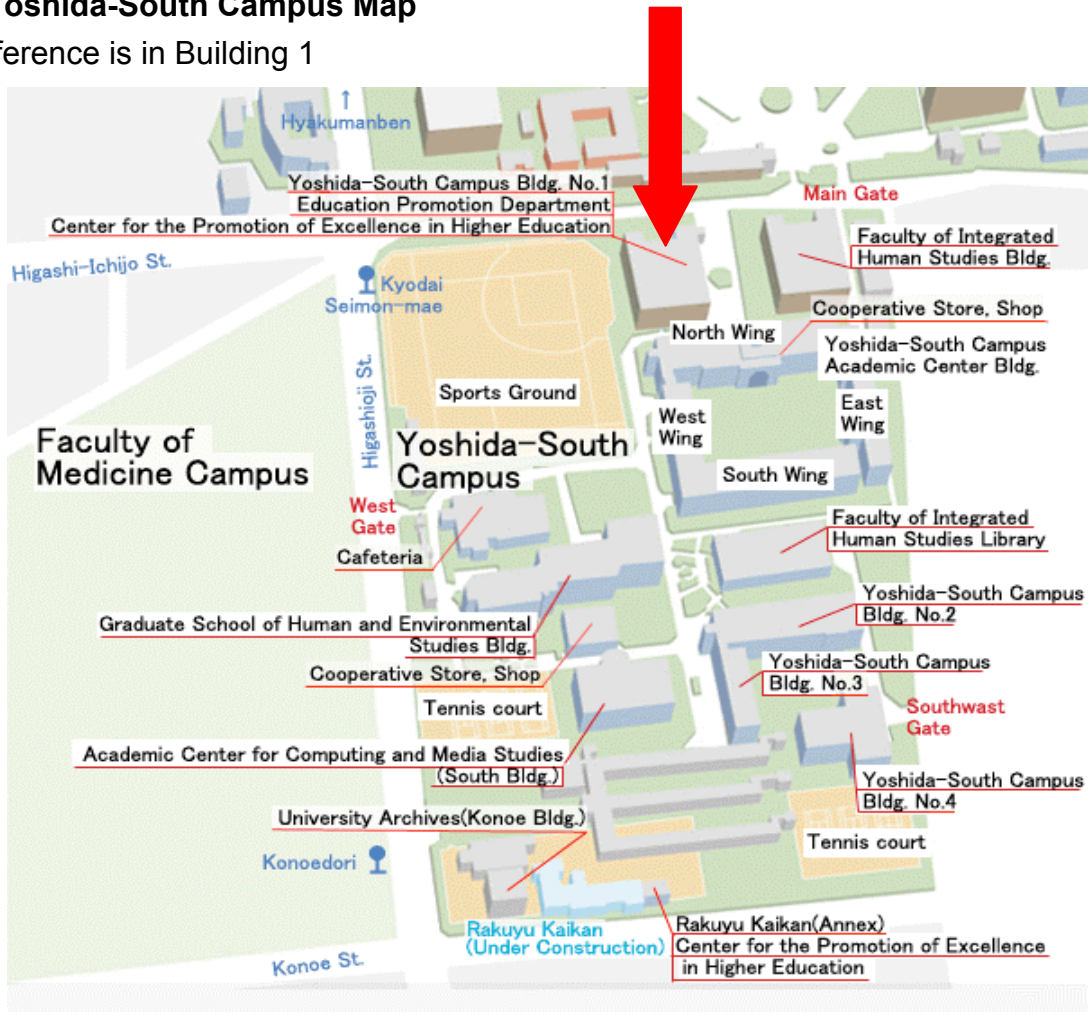 oshida-South Campus Map
ference is in Building 1
Hyakumanben
Yoshida-South Campus Bldg. No.1
Education Promotion Department
Center for the Promotion of Excellence in Higher Education
Main Gate
Higashi-Ichijo St.
Kyodai
Seimon-mae
Faculty of Integrated
Human Studies Bldg.
Cooperative Store, Shop
North Wing
Yoshida-South Campus
Academic Center Bldg.
Higashioji St.
Sports Ground
West
Wing
East
Wing
Faculty of
Medicine Campus
Yoshida-South
Campus
South Wing
West
Gate
Cafeteria
Faculty of Integrated
Human Studies Library
Yoshida-South Campus
Bldg. No.2
Graduate School of Human and Environmental
Studies Bldg.
Cooperative Store, Shop
Yoshida-South Campus
Bldg. No.3
Tennis court
Southwast
Gate
Academic Center for Computing and Media Studies
(South Bldg.)
Yoshida-South Campus
Bldg. No.4
University Archives(Konoe Bldg.)
Tennis court
Konoedori
Rakuyu Kaikan
(Under Construction)
Rakuyu Kaikan(Annex)
Center for the Promotion of Excellence
in Higher Education
Konoe St.